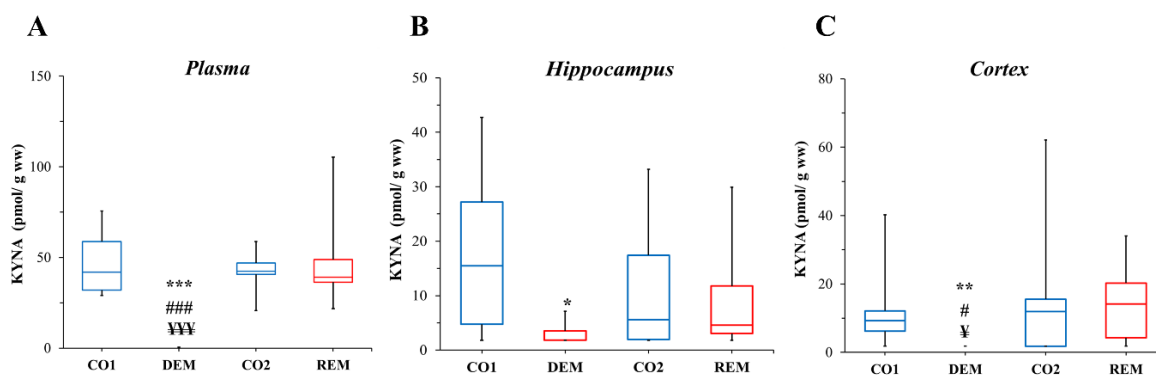 A
Plasma
KYNA (pmol/ g ww)
150
100
50
0
***
###
¥¥¥
CO1 DEM CO2 REM
B
Hippocampus
KYNA (pmol/ g ww)
50
40
30
20
10
0
*
CO1 DEM CO2 REM
C
Cortex
KYNA (pmol/ g ww)
80
60
40
20
0
**
#
¥
CO1 DEM CO2 REM